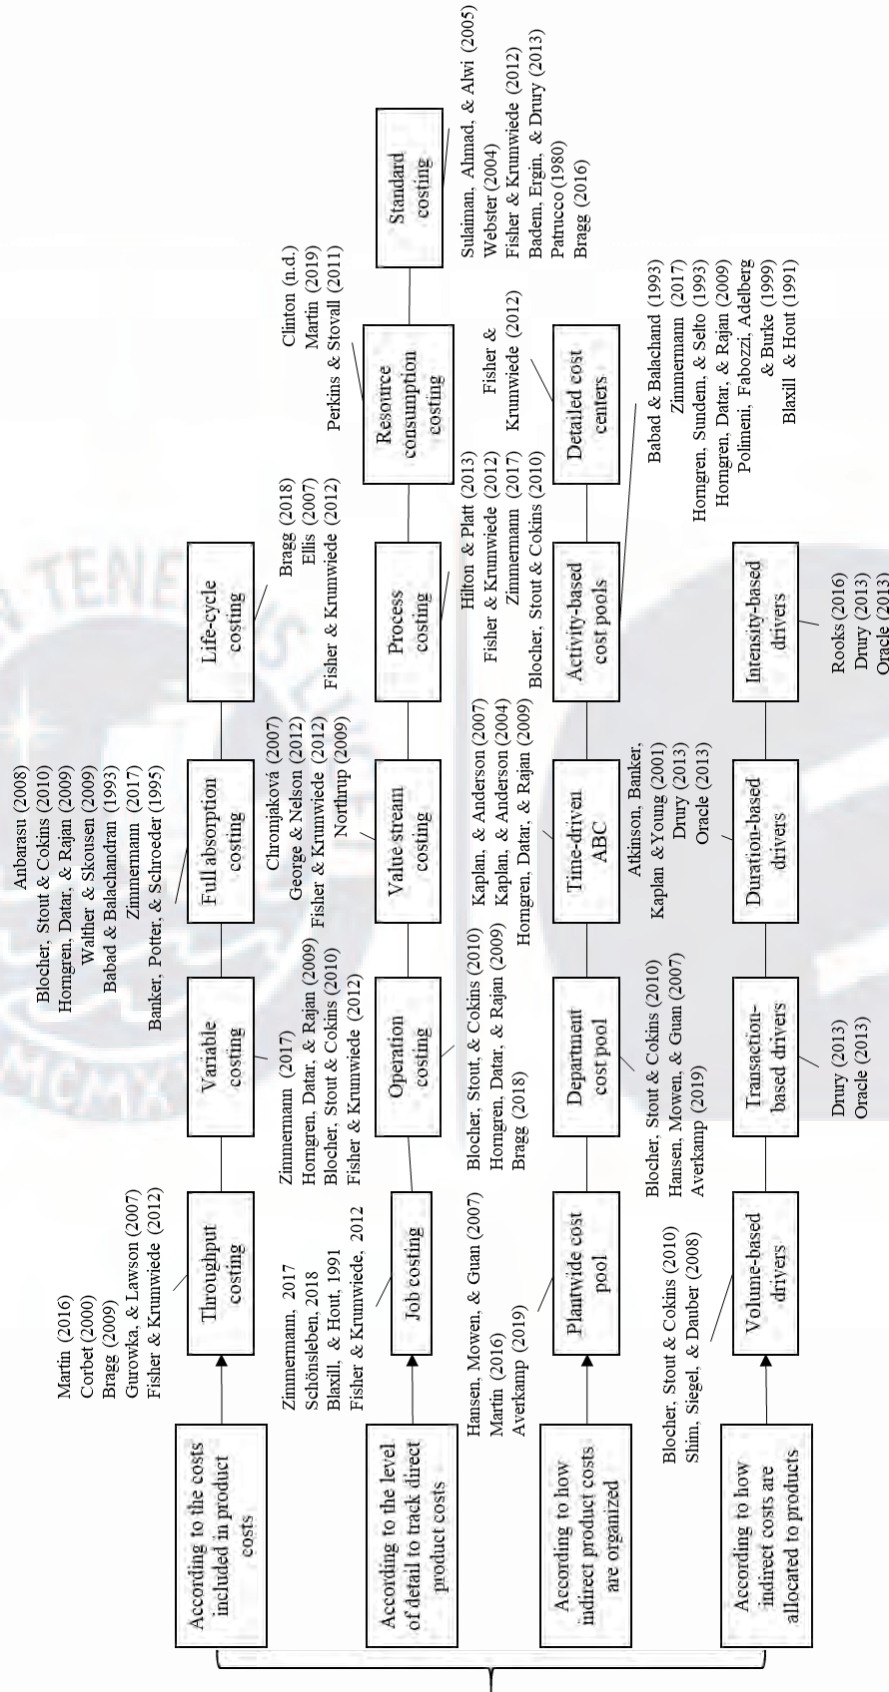 According to the costs
included in product
costs
Martin (2016)
Corbet (2000)
Bragg (2009)
Gurowka, & Lawson (2007)
Fisher & Krumwiede (2012)
Throughput
costing
Variable
costing
Zimmermann (2017)
Horngren, Datar, & Rajan (2009)
Blocher, Stout & Cokins (2010)
Fisher & Krumwiede (2012)
Anbarasu (2008)
Blocher, Stout & Cokins (2010)
Horngren, Datar, & Rajan (2009)
Walther & Skousen (2009)
Babad & Balachandran (1993)
Zimmermann (2017)
Banker, Potter, & Schroeder (1995)
Full absorption
costing
Life-cycle
costing
Bragg (2018)
Ellis (2007)
Fisher & Krumwiede (2012)
According to the level
of detail to track direct
product costs
Zimmermann, 2017
Schönsleben, 2018
Blaxill, & Hout, 1991
Fisher & Krumwiede, 2012
Job costing
Operation
costing
Blocher, Stout, & Cokins (2010)
Horngren, Datar, & Rajan (2009)
Bragg (2018)
Chromjaková (2007)
George & Nelson (2012)
Fisher & Krumwiede (2012)
Northrup (2009)
Value stream
costing
Process
costing
Hilton & Platt (2013)
Fisher & Krumwiede (2012)
Zimmermann (2017)
Blocher, Stout & Cokins (2010)
Clinton (n.d.)
Martin (2019)
Perkins & Stovall (2011)
Resource
consumption
costing
Standard
costing
Sulaiman, Ahmad, & Alwi (2005)
Webster (2004)
Fisher & Krumwiede (2012)
Badem, Ergin, & Drury (2013)
Patrucco (1980)
Bragg (2016)
According to how
indirect product costs
are organized
Hansen, Mowen, & Guan (2007)
Martin (2016)
Averkamp (2019)
Plantwide cost
pool
Department
cost pool
Blocher, Stout & Cokins (2010)
Hansen, Mowen, & Guan (2007)
Averkamp (2019)
Kaplan, & Anderson (2007)
Kaplan, & Anderson (2004)
Horngren, Datar, & Rajan (2009)
Time-driven
ABC
Activity-based
cost pools
Babad & Balachand (1993)
Zimmermann (2017)
Horngren, Sundem, & Selto (1993)
Horngren, Datar, & Rajan (2009)
Polimeni, Fabozzi, Adelberg
& Burke (1999)
Blaxill & Hout (1991)
Fisher &
Krumwiede (2012)
Detailed cost
centers
According to how
indirect costs are
allocated to products
Blocher, Stout & Cokins (2010)
Shim, Siegel, & Dauber (2008)
Volume-based
drivers
Transaction-
based drivers
Drury (2013)
Oracle (2013)
Atkinson, Banker,
Kaplan &Young (2001)
Drury (2013)
Oracle (2013)
Duration-based
drivers
Intensity-based
drivers
Rooks (2016)
Drury (2013)
Oracle (2013)